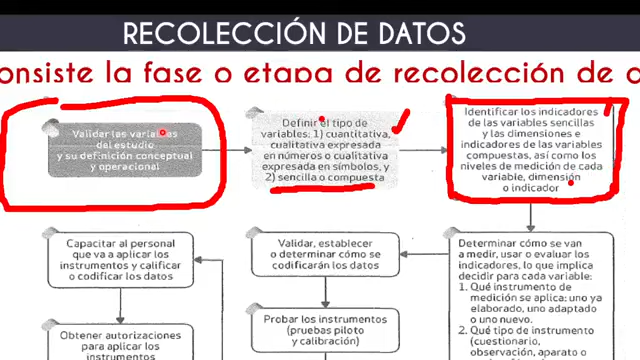 RECOLECCIÓN DE DATOS
onsiste la fase o etapa de recolección de d
Validar las variables
del estudio
y su definición conceptual
y operacional
Definir el tipo de
variables: 1) cuantitativa,
cualitativa expresada
en números o cualitativa
expresada en símbolos, y
2) sencilla o compuesta
Identificar los indicadores
de las variables sencillas
y las dimensiones e
indicadores de las variables
compuestas, así como los
niveles de medición de cada
variable, dimensión
o indicador
Capacitar al personal
que va a aplicar los
instrumentos y calificar
o codificar los datos
Validar, establecer
o determinar cómo se
codificarán los datos
Determinar cómo se van
a medir, usar o evaluar los
indicadores, lo que implica
decidir para cada variable:
1. Qué instrumento de
medición se aplica: uno ya
elaborado, uno adaptado
o uno nuevo.
2. Qué tipo de instrumento
(cuestionario,
observación, aparato o
Obtener autorizaciones
para aplicar los
instrumentos
Probar los instrumentos
(pruebas piloto
y calibración)